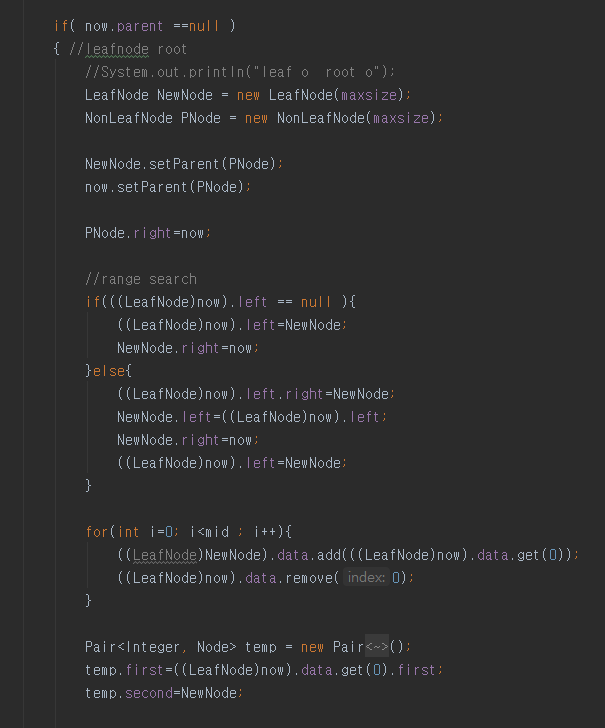 if( now.parent ==null )
{ //leafnode root
//System.out.println("leaf o  root o");
LeafNode NewNode = new LeafNode(maxsize);
NonLeafNode PNode = new NonLeafNode(maxsize);
NewNode.setParent(PNode);
now.setParent(PNode);
PNode.right=now;
//range search
if(((LeafNode)now).left == null ){
((LeafNode)now).left=NewNode;
NewNode.right=now;
}else{
((LeafNode)now).left.right=NewNode;
NewNode.left=((LeafNode)now).left;
NewNode.right=now;
((LeafNode)now).left=NewNode;
}
for(int i=0; i<mid ; i++){
((LeafNode)NewNode).data.add(((LeafNode)now).data.get(0));
((LeafNode)now).data.remove( index: 0);
}
Pair<Integer, Node> temp = new Pair<~>();
temp.first=((LeafNode)now).data.get(0).first;
temp.second=NewNode;